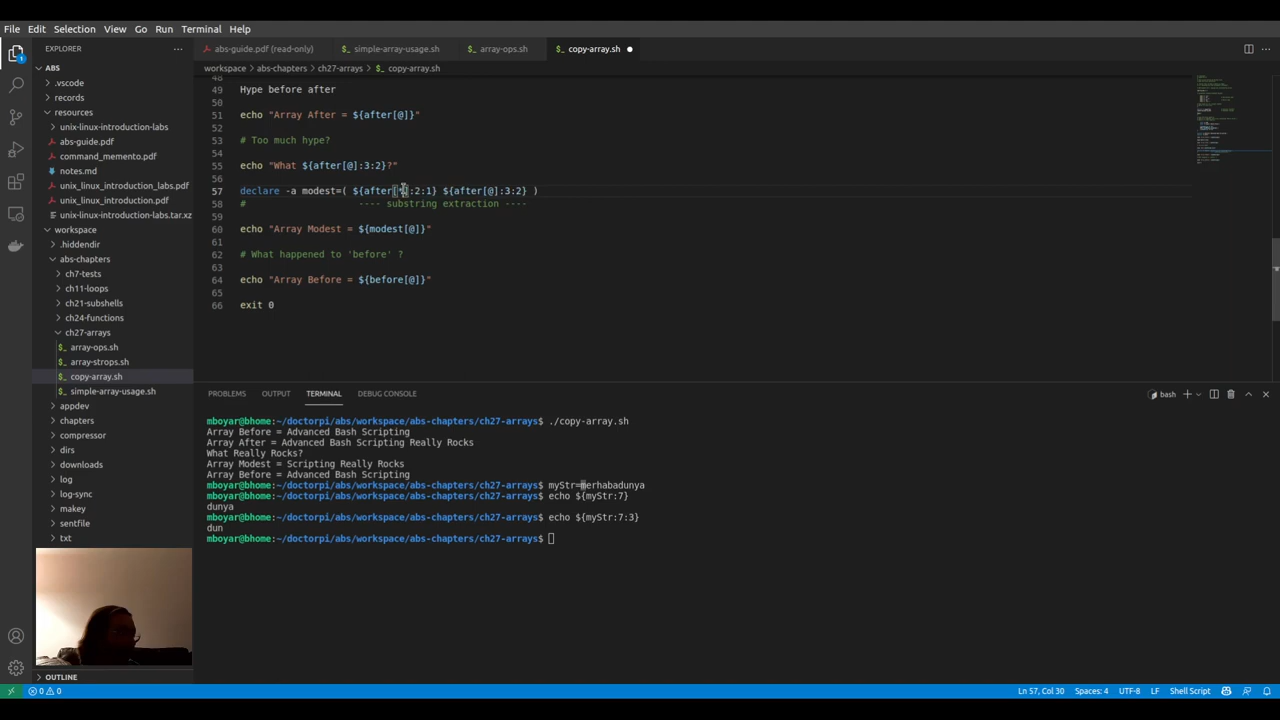 File Edit Selection View Go Run Terminal Help
EXPLORER
abs-guide.pdf (read-only) simple-array-usage.sh array-ops.sh copy-array.sh
ABS
workspace > abs-chapters > ch27-arrays > copy-array.sh
.vscode
records
resources
unix-linux-introduction-labs
abs-guide.pdf
command_memento.pdf
notes.md
unix_linux_introduction_labs.pdf
unix_linux_introduction.pdf
unix-linux-introduction-labs.tar.xz
workspace
.hiddendir
abs-chapters
ch7-tests
ch11-loops
ch21-subshells
ch24-functions
ch27-arrays
array-ops.sh
array-strops.sh
copy-array.sh
simple-array-usage.sh
appdev
chapters
compressor
dirs
downloads
log
log-sync
makey
sentfile
txt
OUTLINE
48
49 Hype before after
50
51 echo "Array After = ${after[@]}"
52
53 # Too much hype?
54
55 echo "What ${after[@]:3:2}?"
56
57 declare -a modest=( ${after[@]:2:1} ${after[@]:3:2} )
58 # ---- substring extraction ----
59
60 echo "Array Modest = ${modest[@]}"
61
62 # What happened to 'before' ?
63
64 echo "Array Before = ${before[@]}"
65
66 exit 0
PROBLEMS OUTPUT TERMINAL DEBUG CONSOLE
bash
mboyar@bhome:~/doctorpi/abs/workspace/abs-chapters/ch27-arrays$ ./copy-array.sh
Array Before = Advanced Bash Scripting
Array After = Advanced Bash Scripting Really Rocks
What Really Rocks?
Array Modest = Scripting Really Rocks
Array Before = Advanced Bash Scripting
mboyar@bhome:~/doctorpi/abs/workspace/abs-chapters/ch27-arrays$ myStr=merhabadunya
mboyar@bhome:~/doctorpi/abs/workspace/abs-chapters/ch27-arrays$ echo ${myStr:7}
dunya
mboyar@bhome:~/doctorpi/abs/workspace/abs-chapters/ch27-arrays$ echo ${myStr:7:3}
dun
mboyar@bhome:~/doctorpi/abs/workspace/abs-chapters/ch27-arrays$
0 0
Ln 57, Col 30 Spaces: 4 UTF-8 LF Shell Script